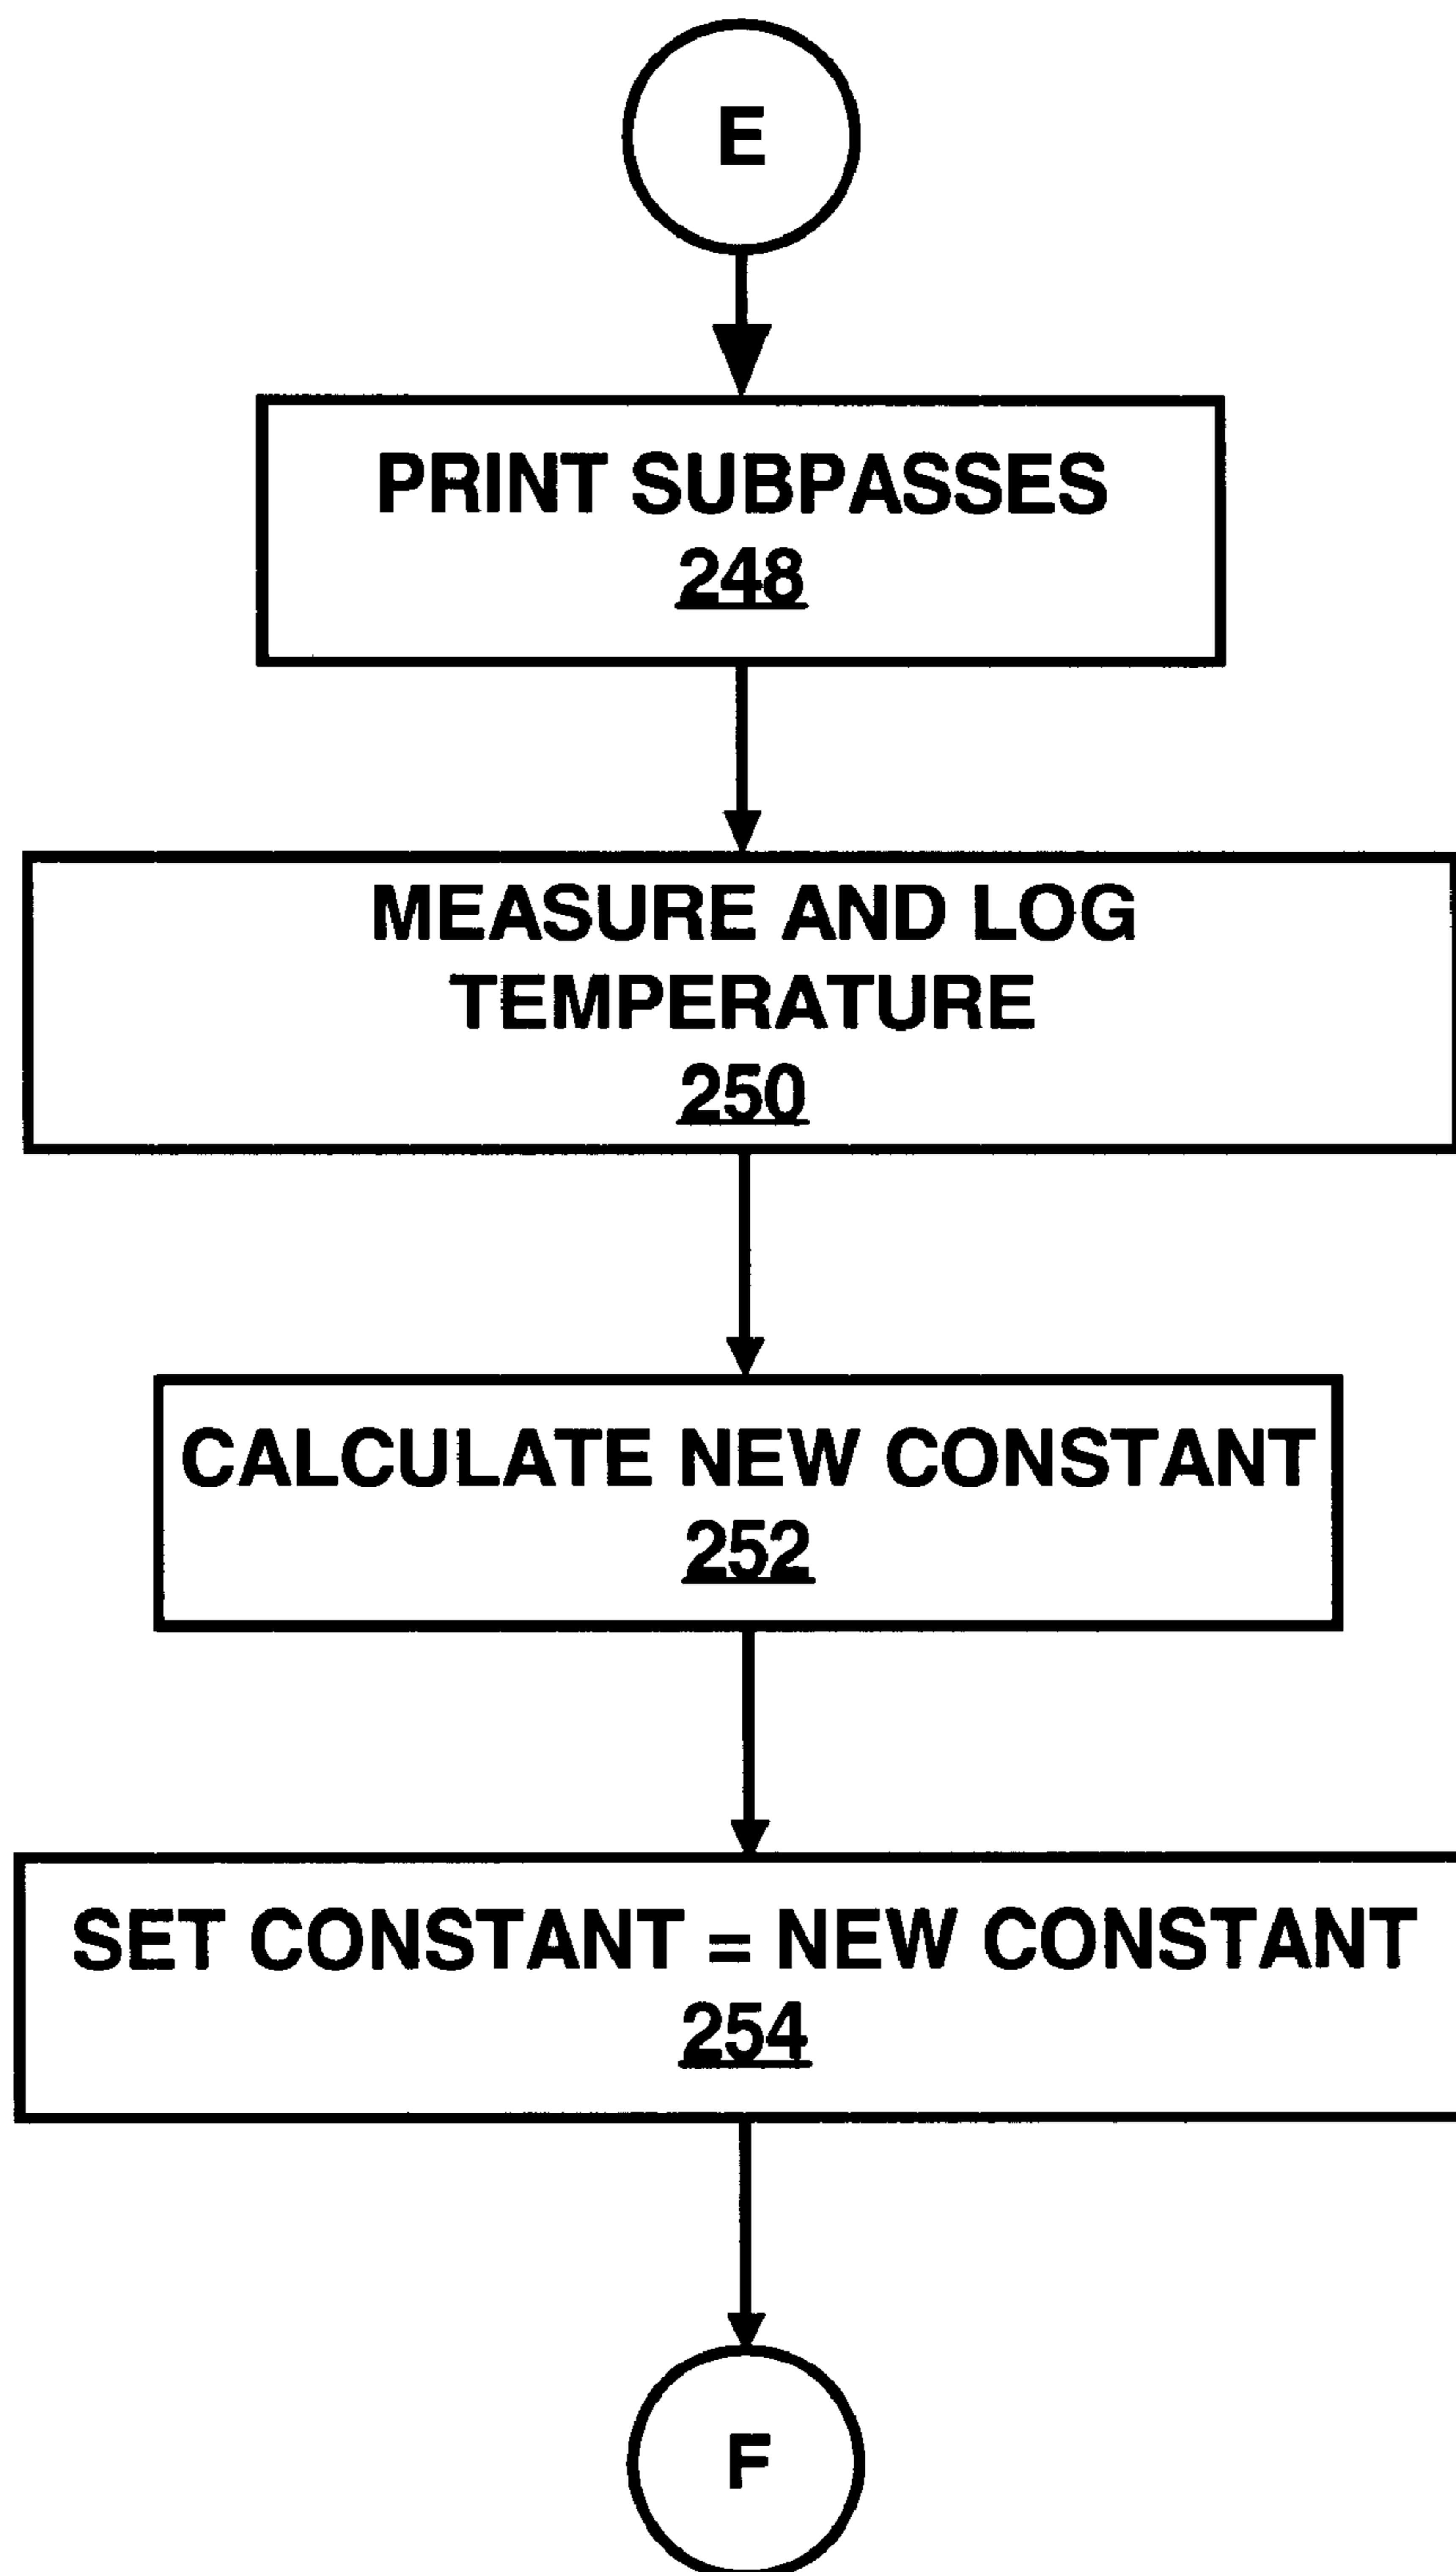 E
PRINT SUBPASSES
248
MEASURE AND LOG
TEMPERATURE
250
CALCULATE NEW CONSTANT
252
SET CONSTANT = NEW CONSTANT
254
F